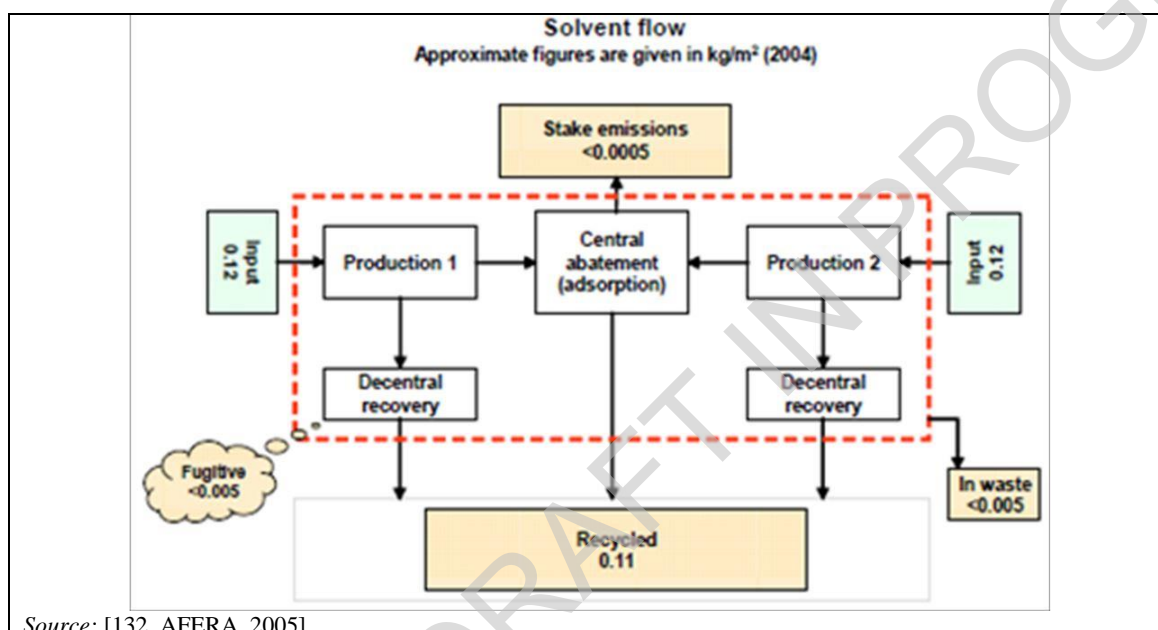 Solvent flow
Approximate figures are given in kg/m² (2004)
Stake emissions
<0.0005
Input
0.12
Production 1
Central
abatement
(adsorption)
Production 2
Input
0.12
Decentral
recovery
Decentral
recovery
Fugitive
<0.005
In waste
<0.005
Recycled
0.11
Source: [132, AFERA, 2005]
DRAFT IN PROG